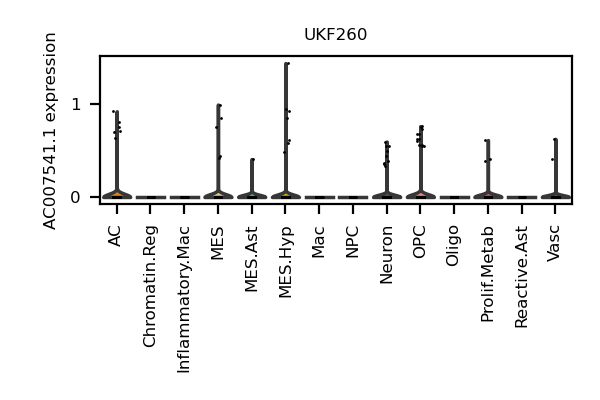 UKF260
AC007541.1 expression
1
0
AC
Chromatin.Reg
Inflammatory.Mac
MES
MES.Ast
MES.Hyp
Mac
NPC
Neuron
OPC
Oligo
Prolif.Metab
Reactive.Ast
Vasc